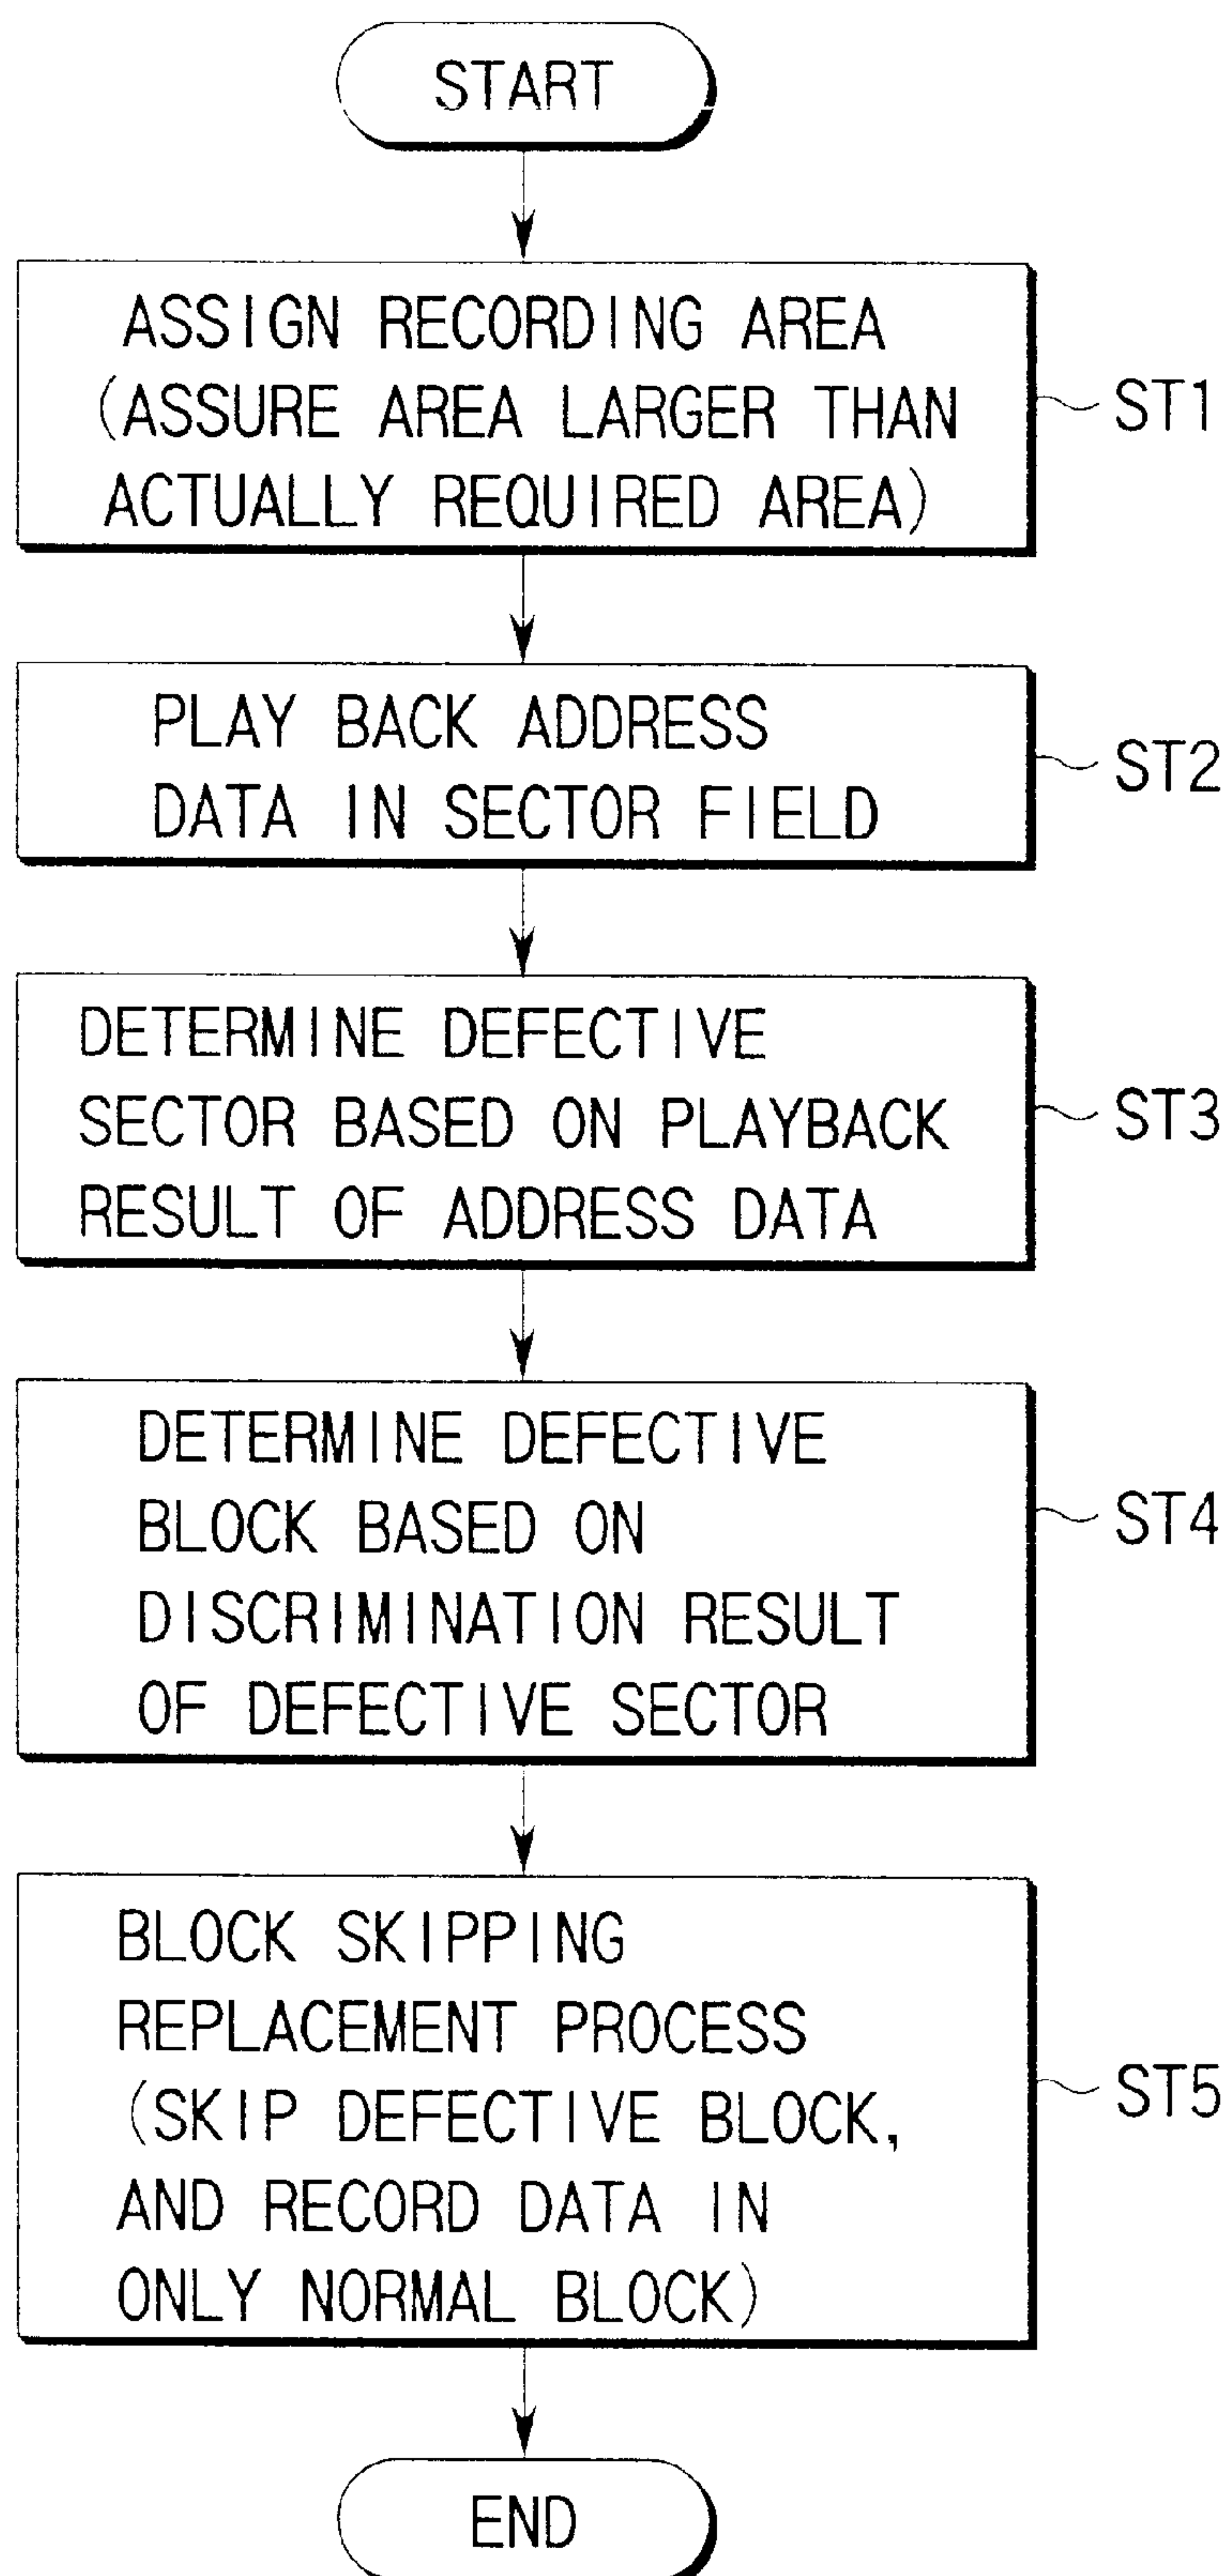 START
ASSIGN RECORDING AREA
(ASSURE AREA LARGER THAN
ACTUALLY REQUIRED AREA)
ST1
PLAY BACK ADDRESS
DATA IN SECTOR FIELD
ST2
DETERMINE DEFECTIVE
SECTOR BASED ON PLAYBACK
RESULT OF ADDRESS DATA
ST3
DETERMINE DEFECTIVE
BLOCK BASED ON
DISCRIMINATION RESULT
OF DEFECTIVE SECTOR
ST4
BLOCK SKIPPING
REPLACEMENT PROCESS
(SKIP DEFECTIVE BLOCK,
AND RECORD DATA IN
ONLY NORMAL BLOCK)
ST5
END